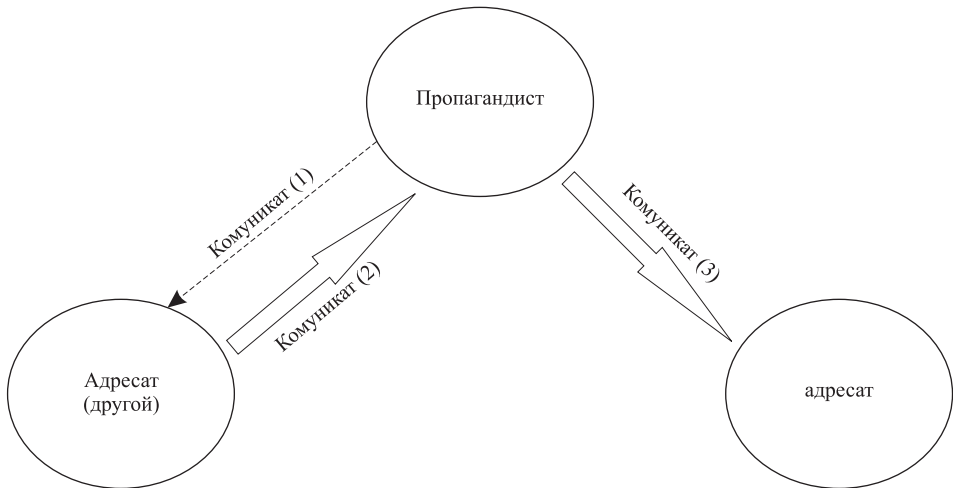 Пропагандист
Комуникат (1)
Комуникат (2)
Комуникат (3)
Адресат
(другой)
адресат